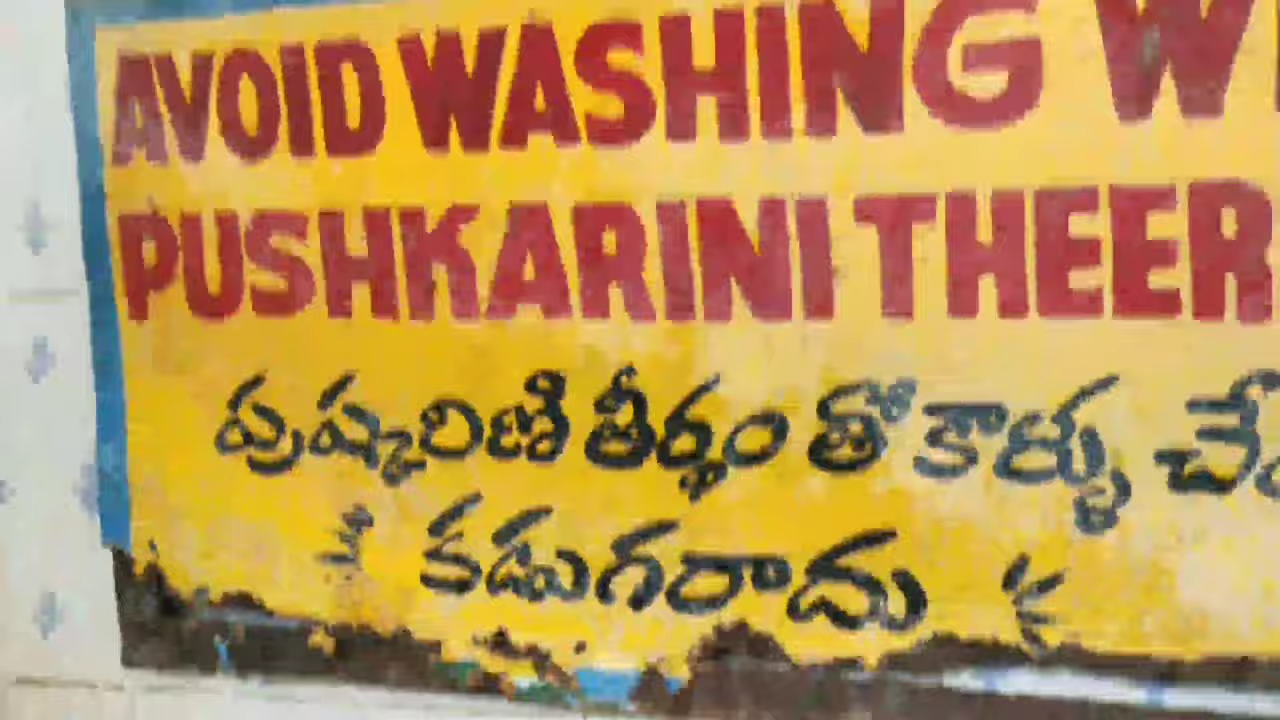 AVOID WASHING W
PUSHKARINI THEER
పుష్కరిణి తీర్థం తో కాళ్ళు చే
కడుగరాదు